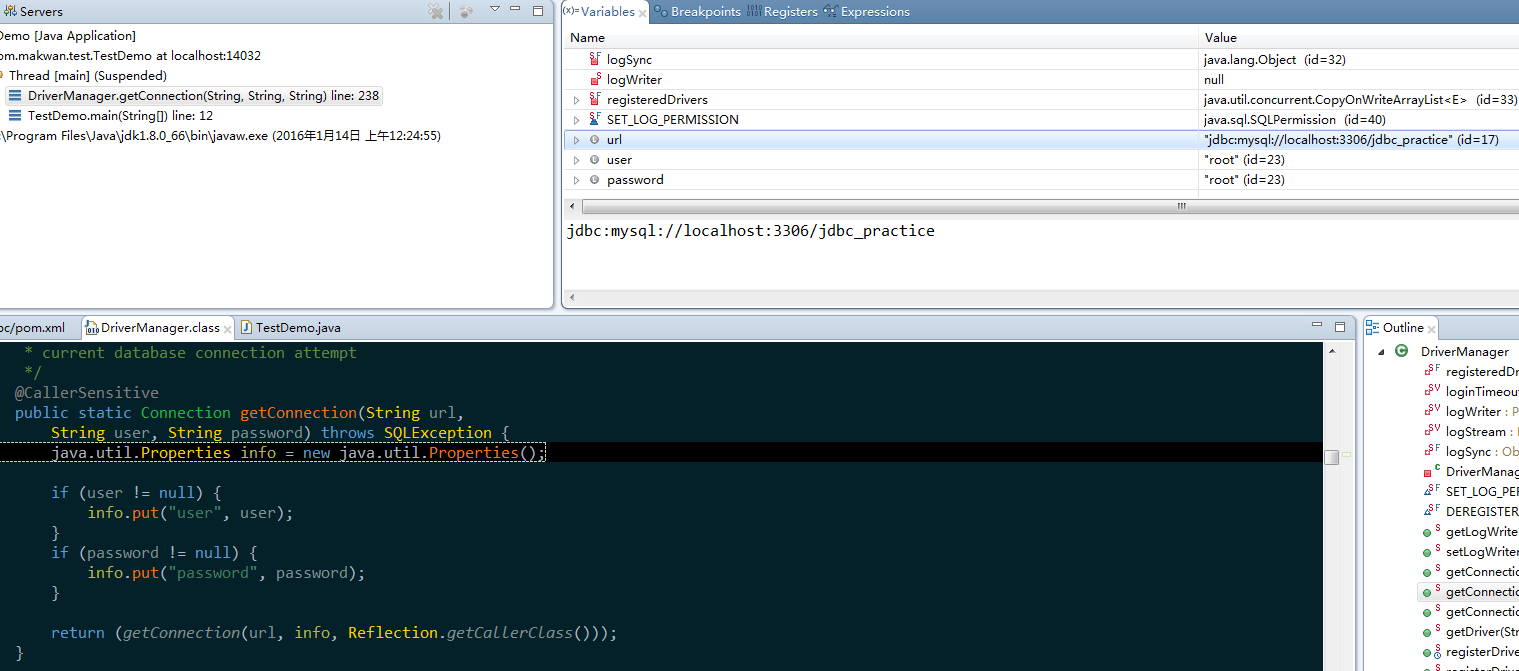 Servers
Demo [Java Application]
om.makwan.test.TestDemo at localhost:14032
Thread [main] (Suspended)
DriverManager.getConnection(String, String, String) line: 238
TestDemo.main(String[]) line: 12
:\Program Files\Java\jdk1.8.0_66\bin\javaw.exe (2016年1月14日 上午12:24:55)
(x)= Variables Breakpoints Registers Expressions
Name Value
logSync java.lang.Object (id=32)
logWriter null
registeredDrivers java.util.concurrent.CopyOnWriteArrayList<E> (id=33)
SET_LOG_PERMISSION java.sql.SQLPermission (id=40)
url "jdbc:mysql://localhost:3306/jdbc_practice" (id=17)
user "root" (id=23)
password "root" (id=23)
jdbc:mysql://localhost:3306/jdbc_practice
bc/pom.xml DriverManager.class TestDemo.java
* current database connection attempt
*/
@CallerSensitive
public static Connection getConnection(String url,
String user, String password) throws SQLException {
java.util.Properties info = new java.util.Properties();
if (user != null) {
info.put("user", user);
}
if (password != null) {
info.put("password", password);
}
return (getConnection(url, info, Reflection.getCallerClass()));
}
Outline
DriverManager
registeredDr
loginTimeou
logWriter : P
logStream :
logSync : Ob
DriverManag
SET_LOG_PE
DEREGISTER
getLogWrite
setLogWriter
getConnectio
getConnectio
getConnectio
getDriver(Str
registerDrive
registerDrive